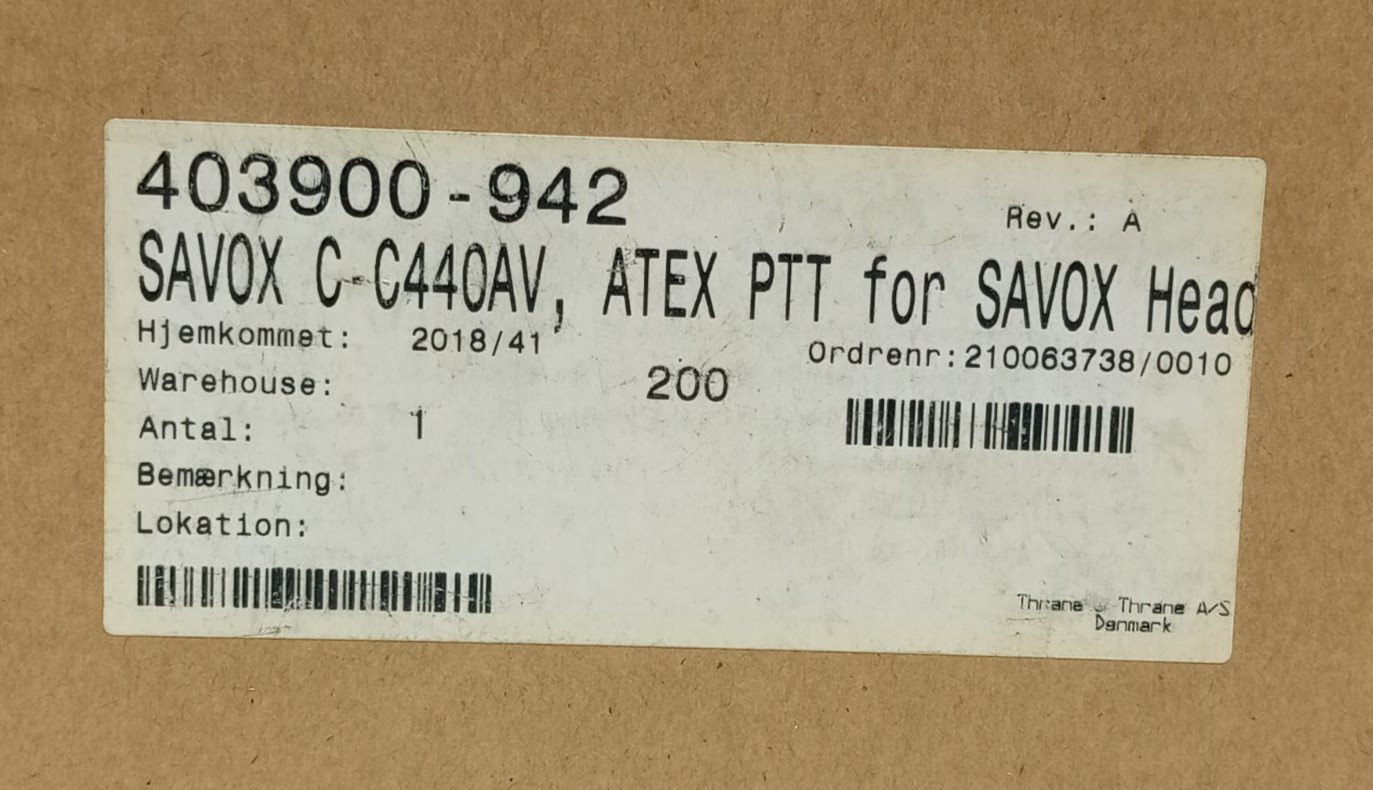 403900-942
Rev.: A
SAVOX C-C440AV, ATEX PTT for SAVOX Head
Hjemkommet: 2018/41
Ordrenr:210063738/0010
Warehouse: 200
Antal: 1
Bemærkning:
Lokation:
Thrane & Thrane A/S
Danmark